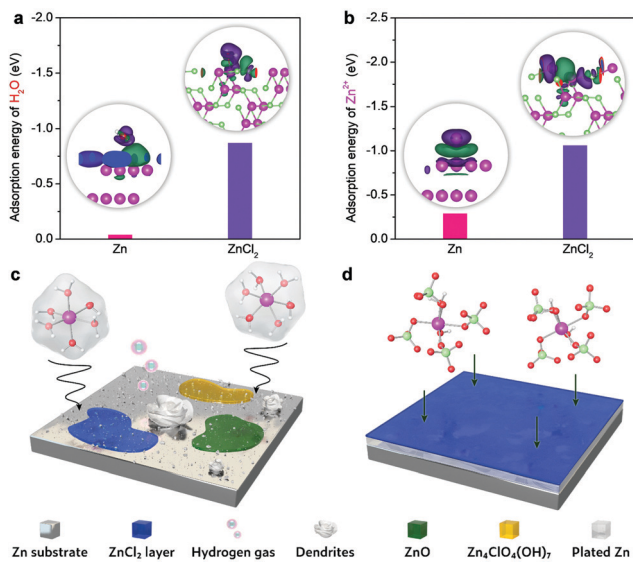 a
-2.0
-1.5
-1.0
-0.5
0.0
Adsorption energy of H₂O (eV)
Zn
ZnCl₂
b
-2.5
-2.0
-1.5
-1.0
-0.5
0.0
Adsorption energy of Zn²⁺ (eV)
Zn
ZnCl₂
c
d
Zn substrate
ZnCl₂ layer
Hydrogen gas
Dendrites
ZnO
Zn₄ClO₄(OH)₇
Plated Zn